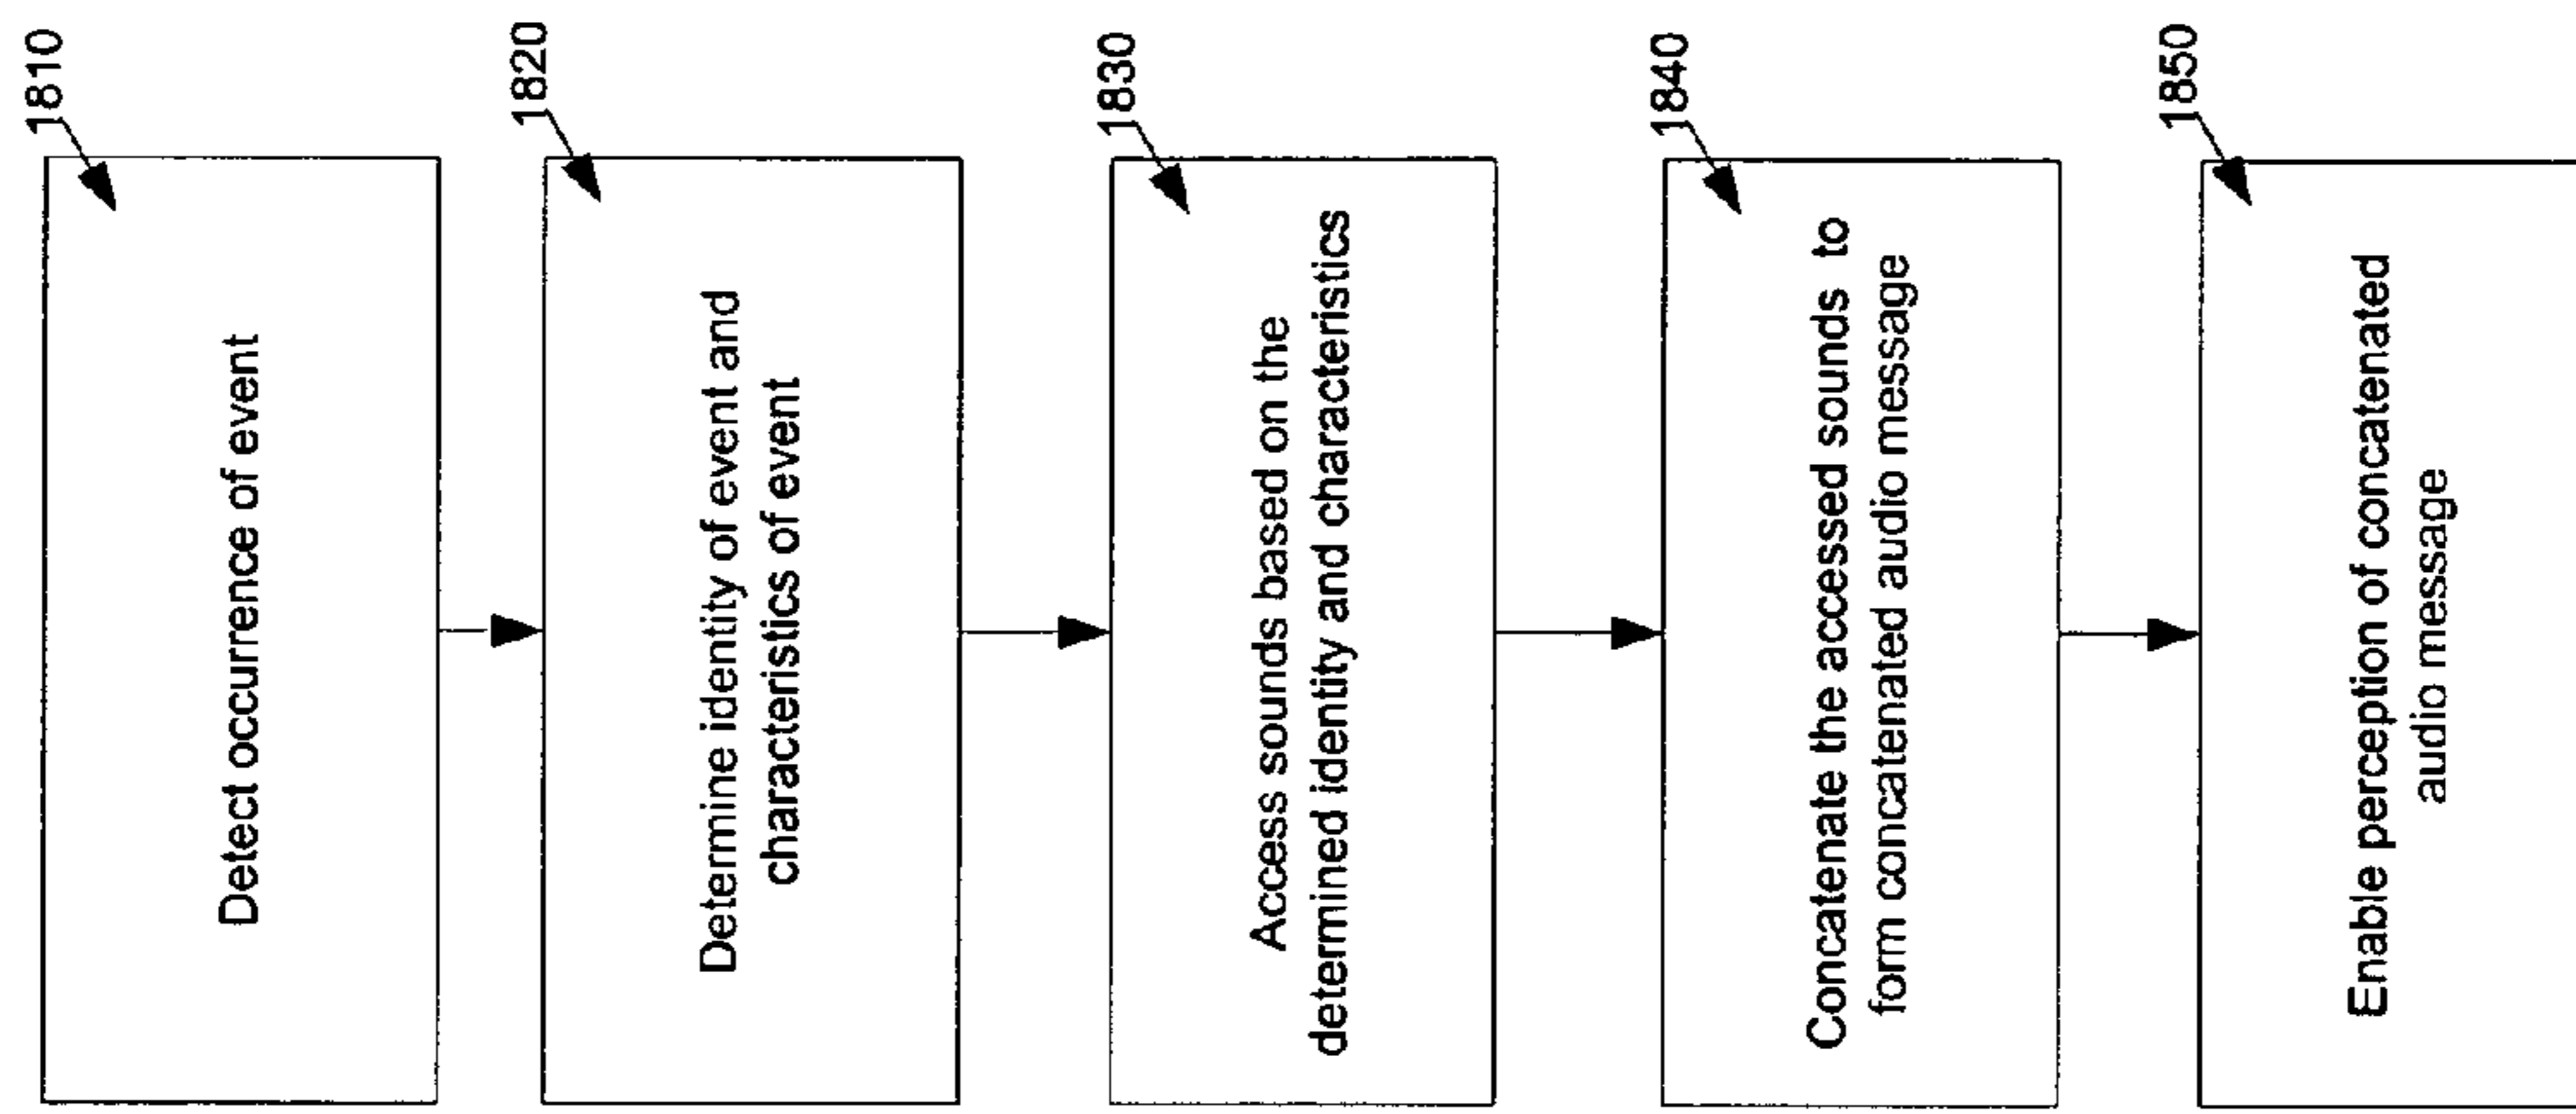 1810
Detect occurrence of event
1820
Determine identity of event and
characteristics of event
1830
Access sounds based on the
determined identity and characteristics
1840
Concatenate the accessed sounds to
form concatenated audio message
1850
Enable perception of concatenated
audio message